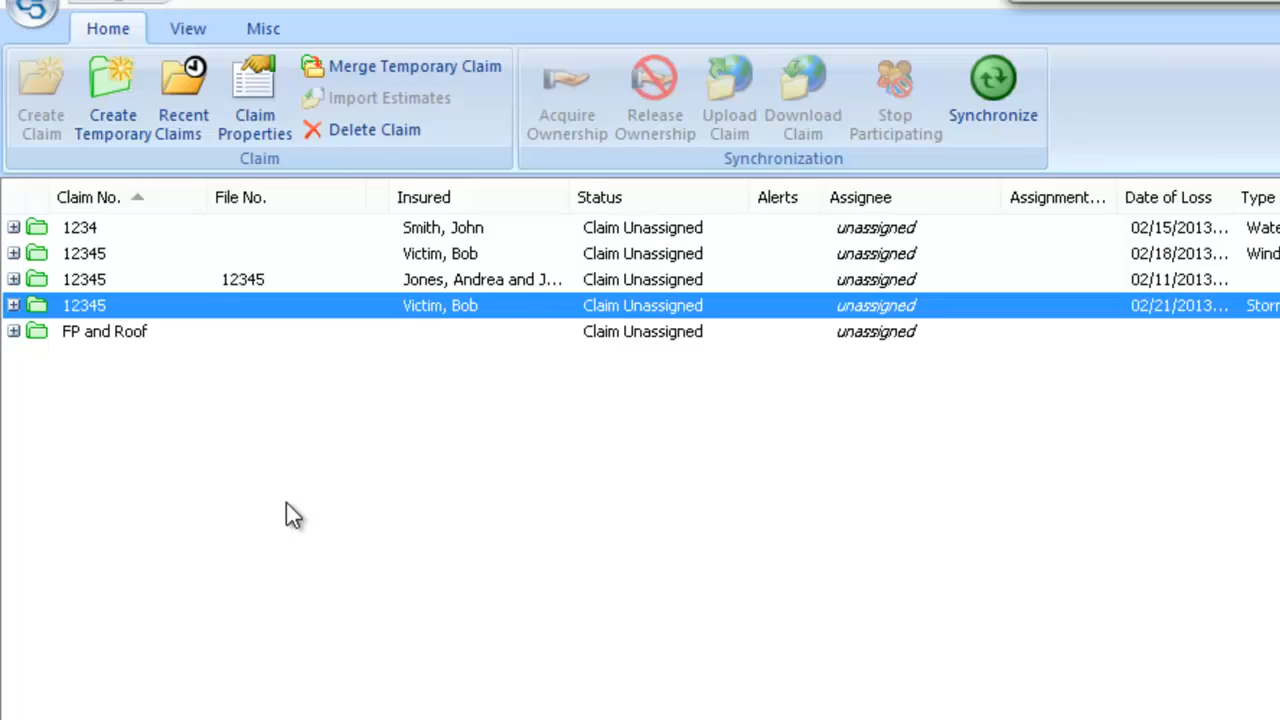 Home View Misc
Create Claim
Create Temporary
Recent Claims
Claim Properties
Merge Temporary Claim
Import Estimates
Delete Claim
Claim
Acquire Ownership
Release Ownership
Upload Claim
Download Claim
Stop Participating
Synchronize
Synchronization
Claim No. File No. Insured Status Alerts Assignee Assignment... Date of Loss Type
1234 Smith, John Claim Unassigned unassigned 02/15/2013... Wate
12345 Victim, Bob Claim Unassigned unassigned 02/18/2013... Wind
12345 12345 Jones, Andrea and J... Claim Unassigned unassigned 02/11/2013...
12345 Victim, Bob Claim Unassigned unassigned 02/21/2013... Storm
FP and Roof Claim Unassigned unassigned